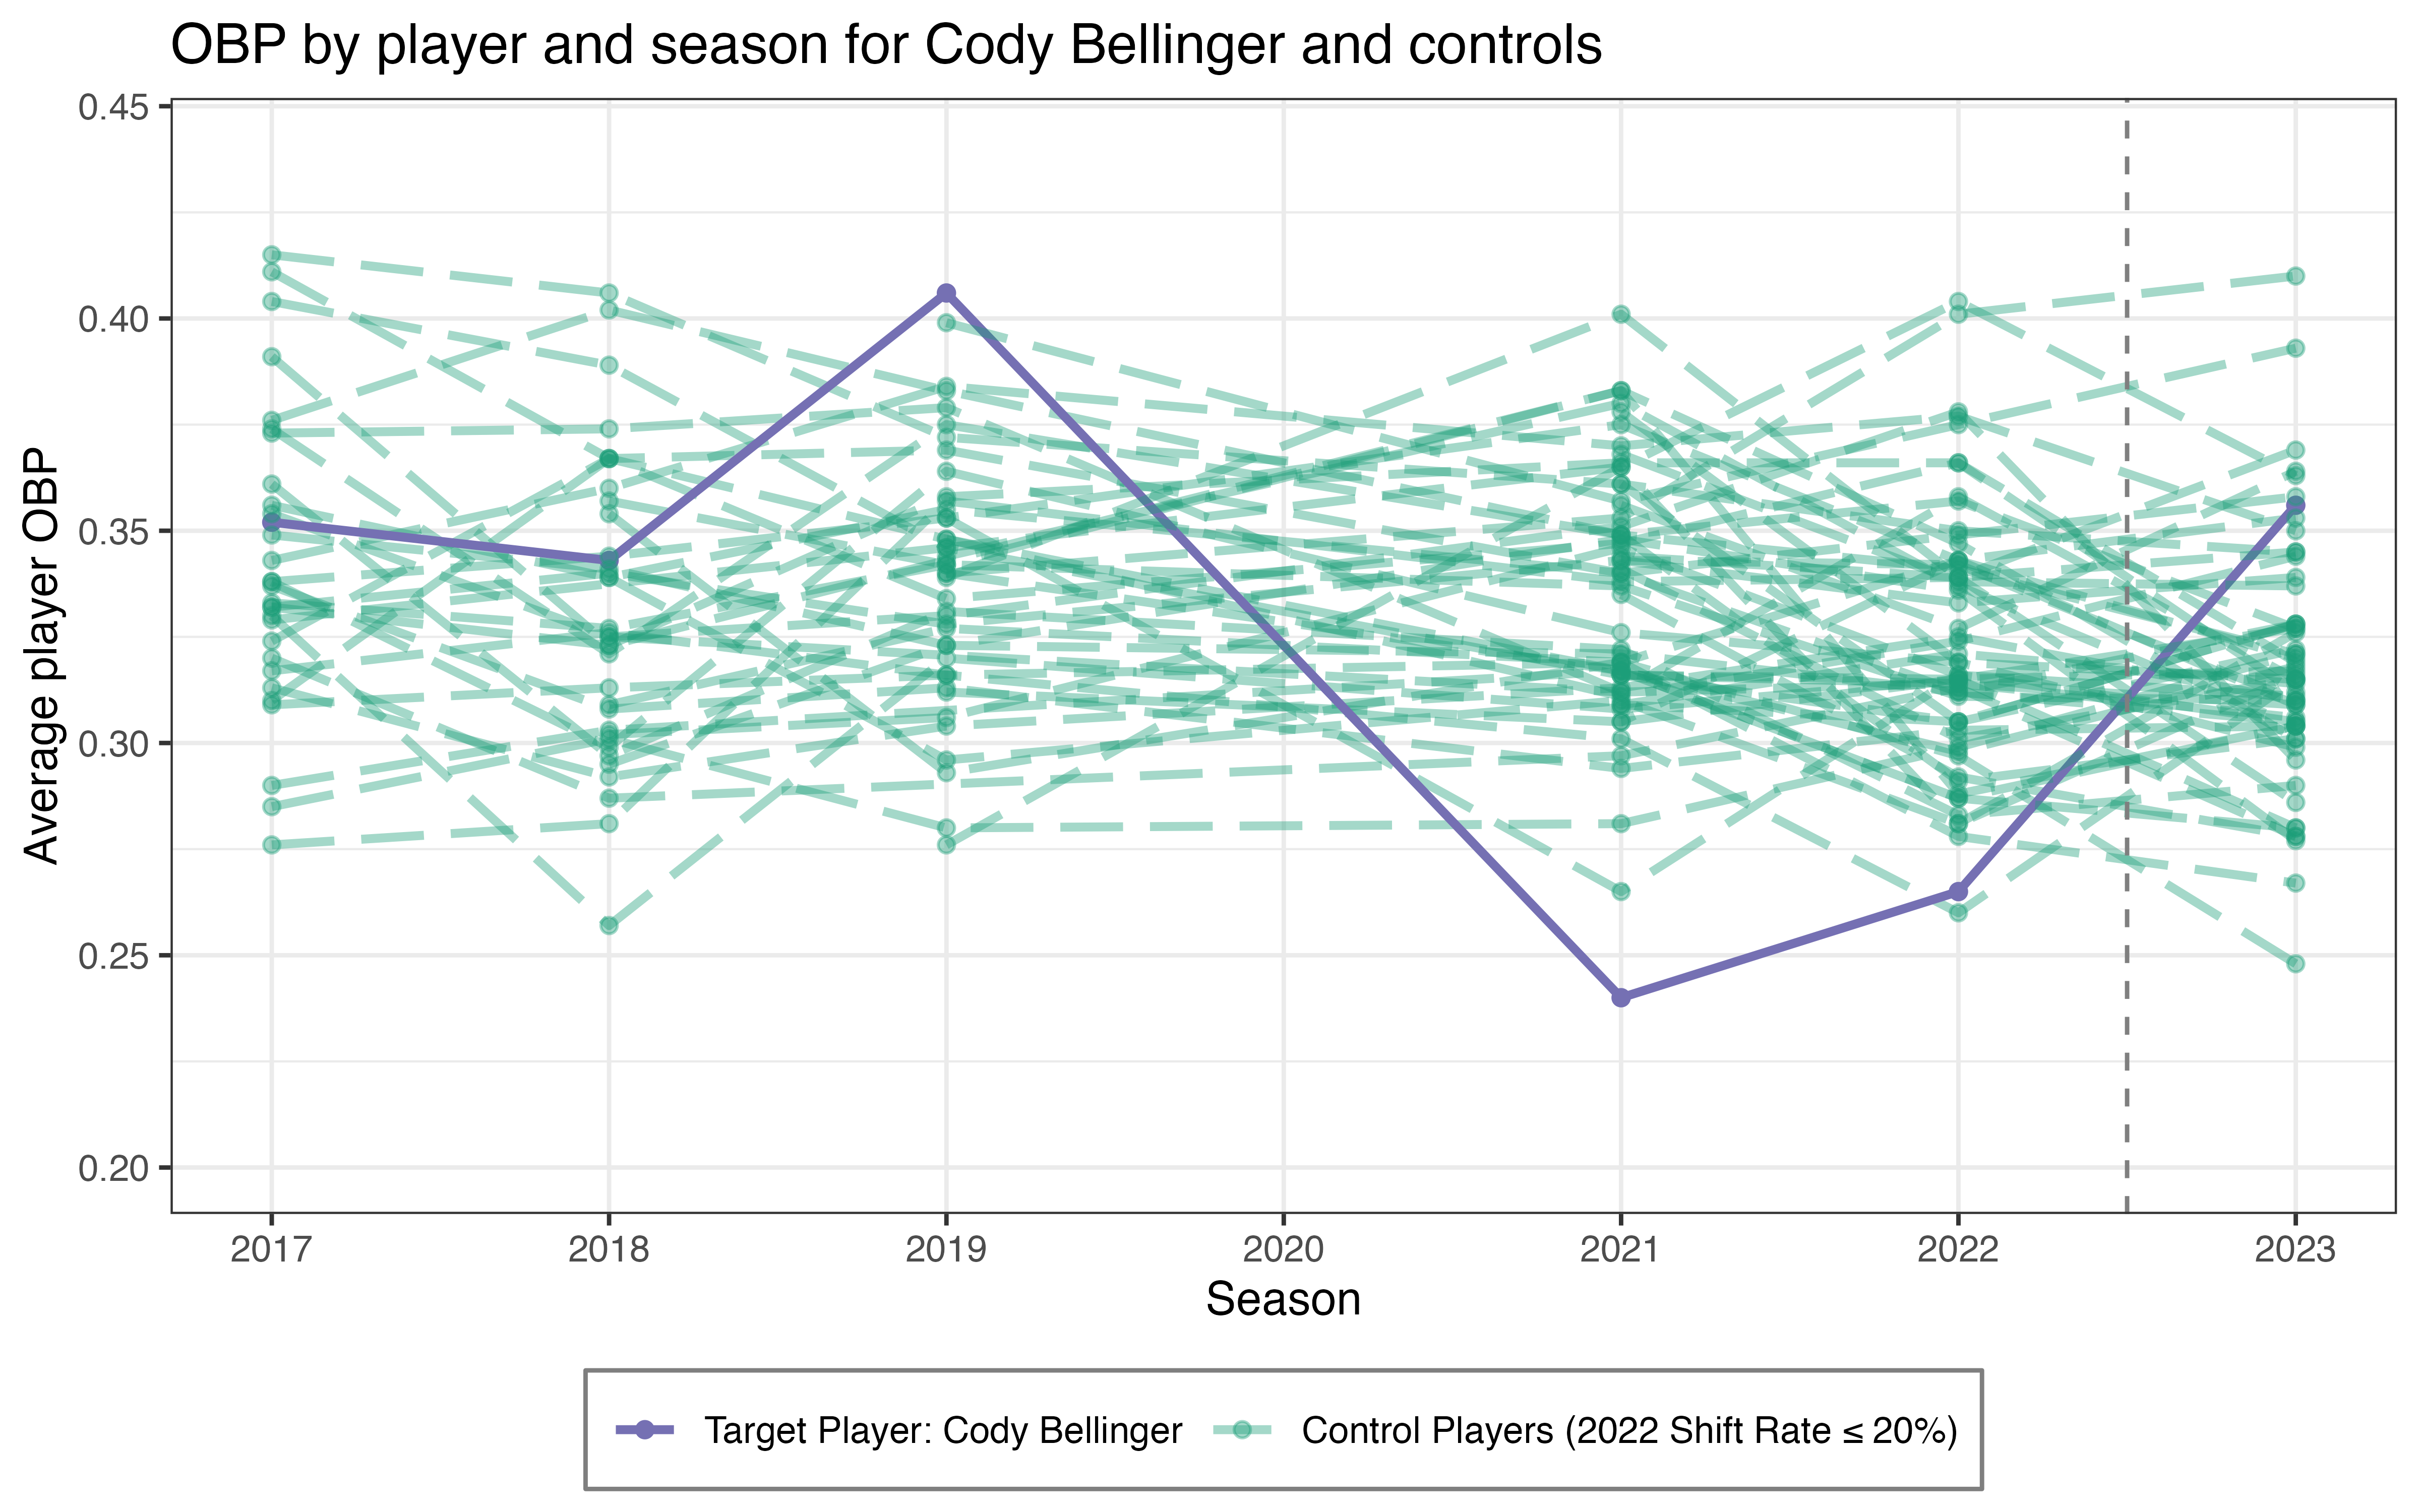 OBP by player and season for Cody Bellinger and controls
Average player OBP
0.45
0.40
0.35
0.30
0.25
0.20
2017 2018 2019 2020 2021 2022 2023
Season
Target Player: Cody Bellinger Control Players (2022 Shift Rate ≤ 20%)